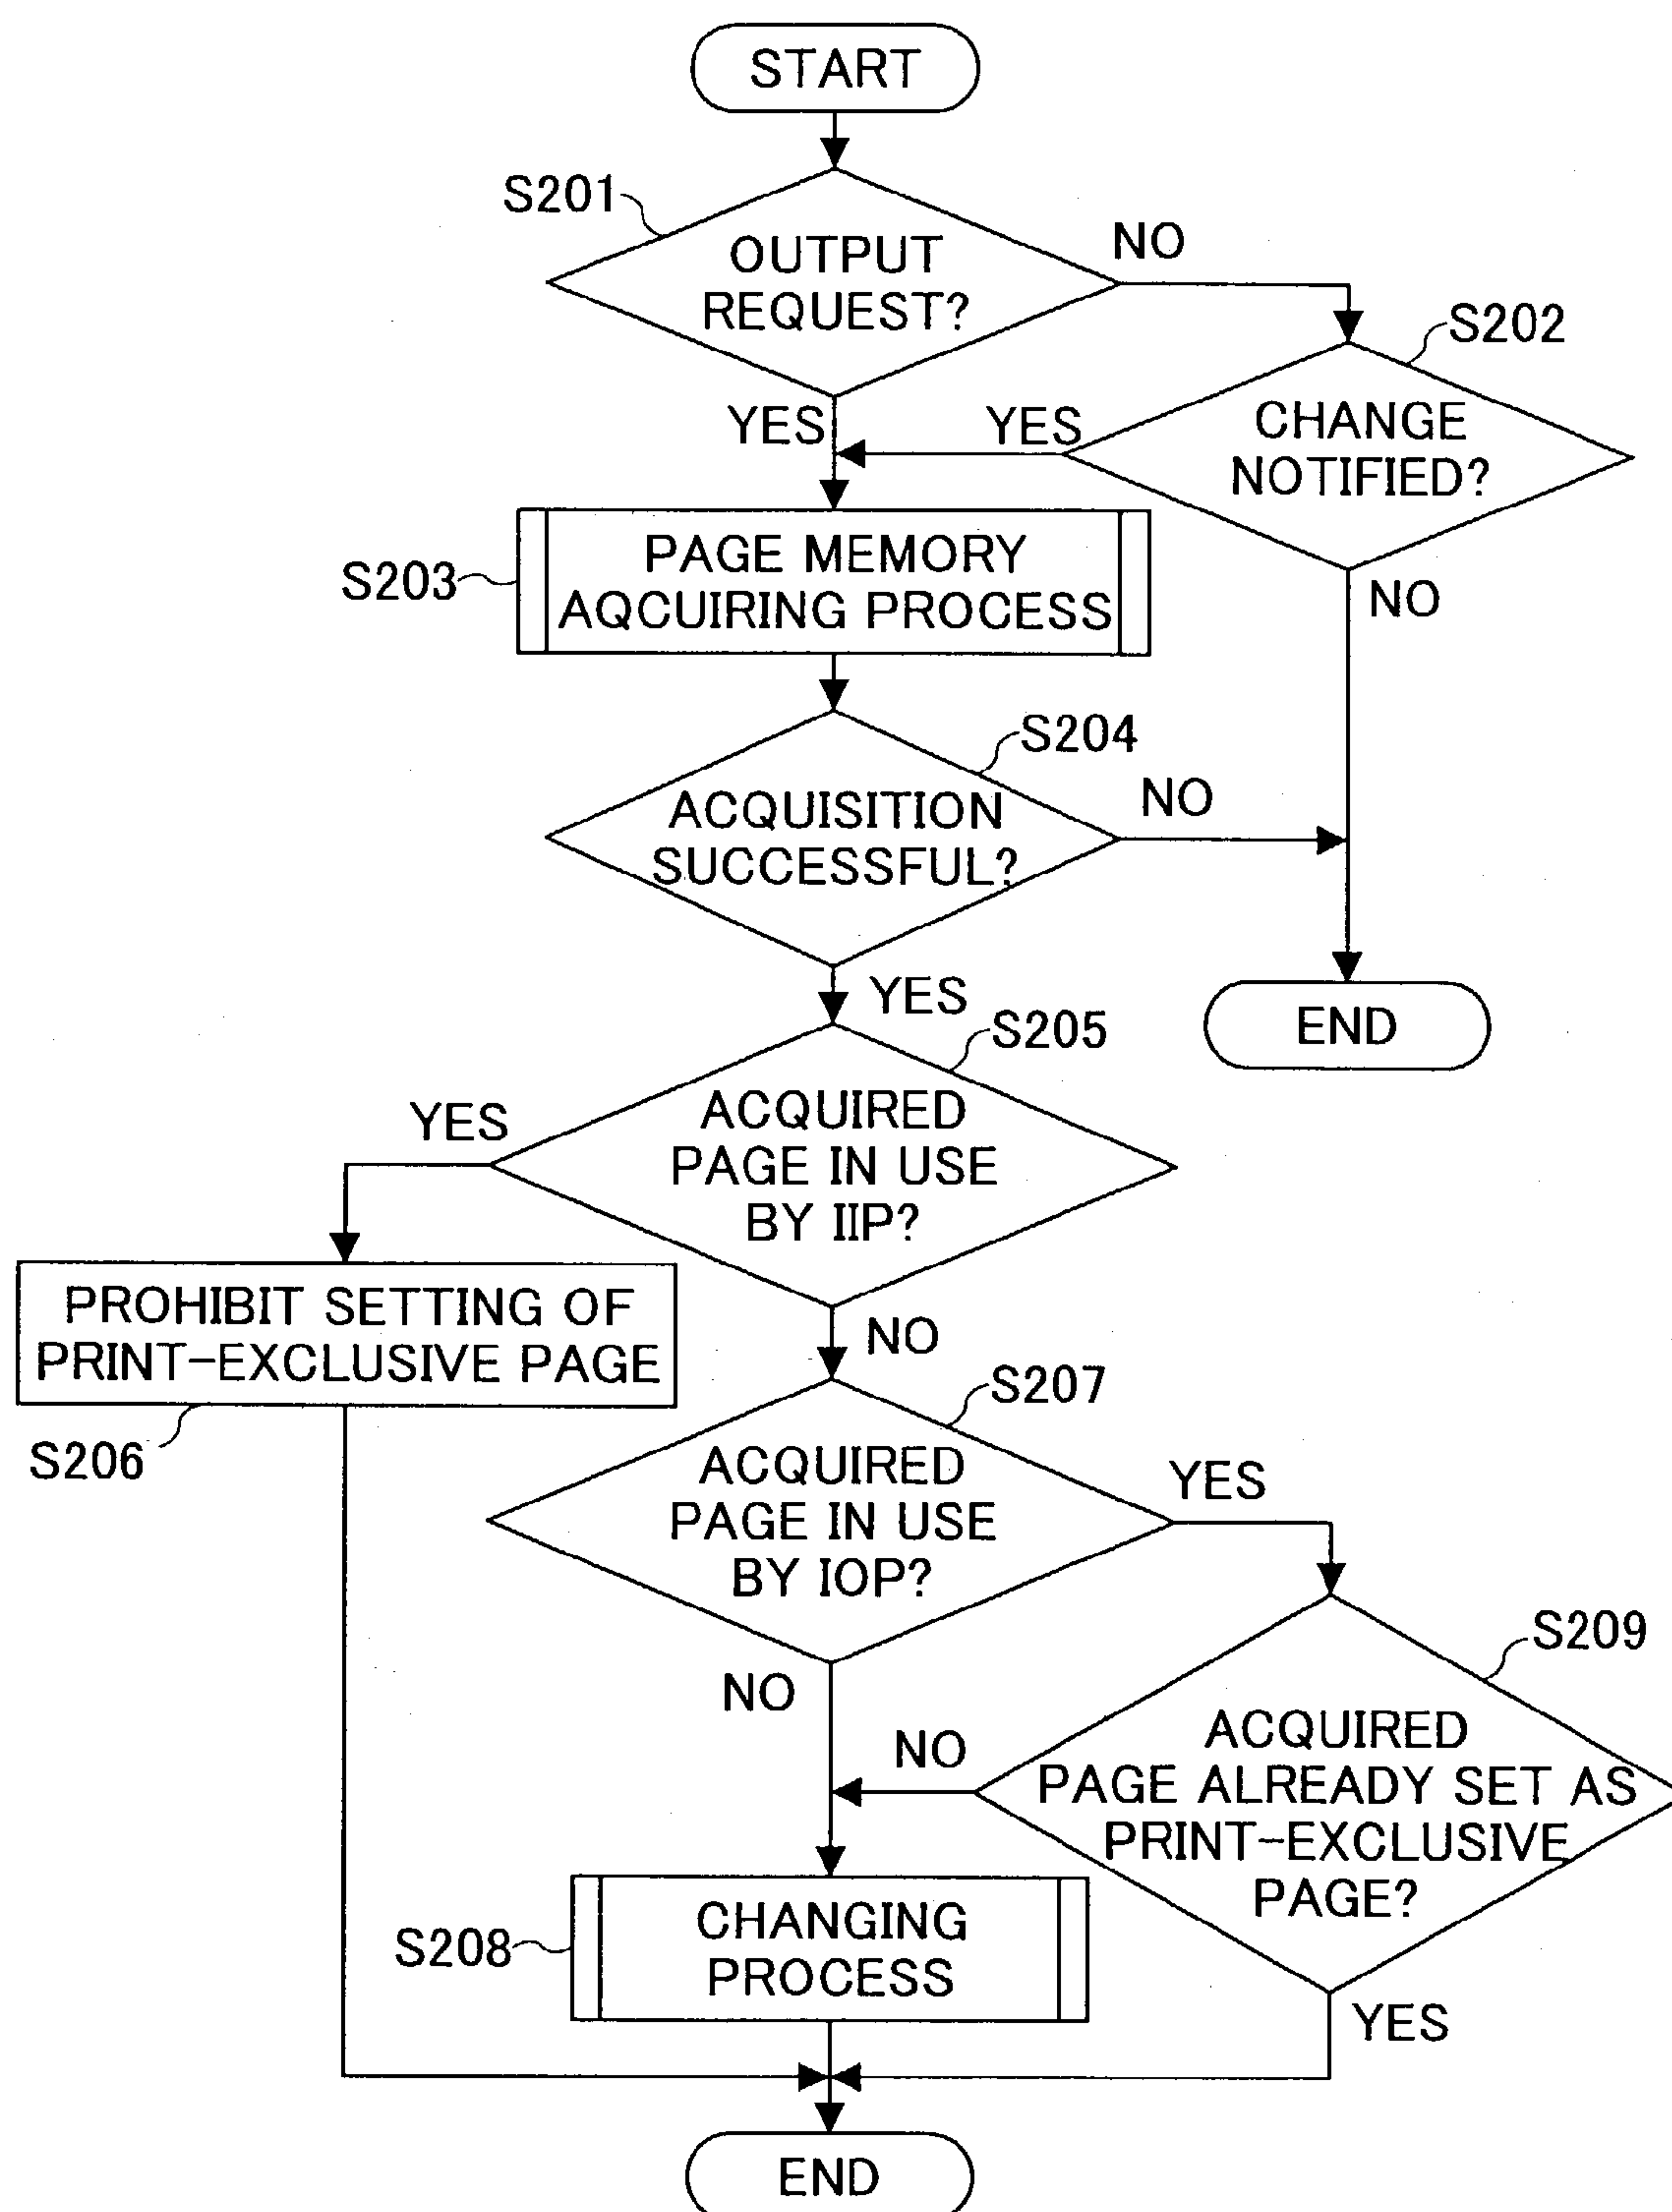 START
S201
OUTPUT
REQUEST?
NO
S202
YES
YES
CHANGE
NOTIFIED?
NO
S203
PAGE MEMORY
AQCUIRING PROCESS
S204
ACQUISITION
SUCCESSFUL?
NO
YES
END
S205
ACQUIRED
PAGE IN USE
BY IIP?
YES
PROHIBIT SETTING OF
PRINT-EXCLUSIVE PAGE
S206
NO
S207
ACQUIRED
PAGE IN USE
BY IOP?
YES
NO
S209
ACQUIRED
PAGE ALREADY SET AS
PRINT-EXCLUSIVE
PAGE?
NO
S208
CHANGING
PROCESS
YES
END